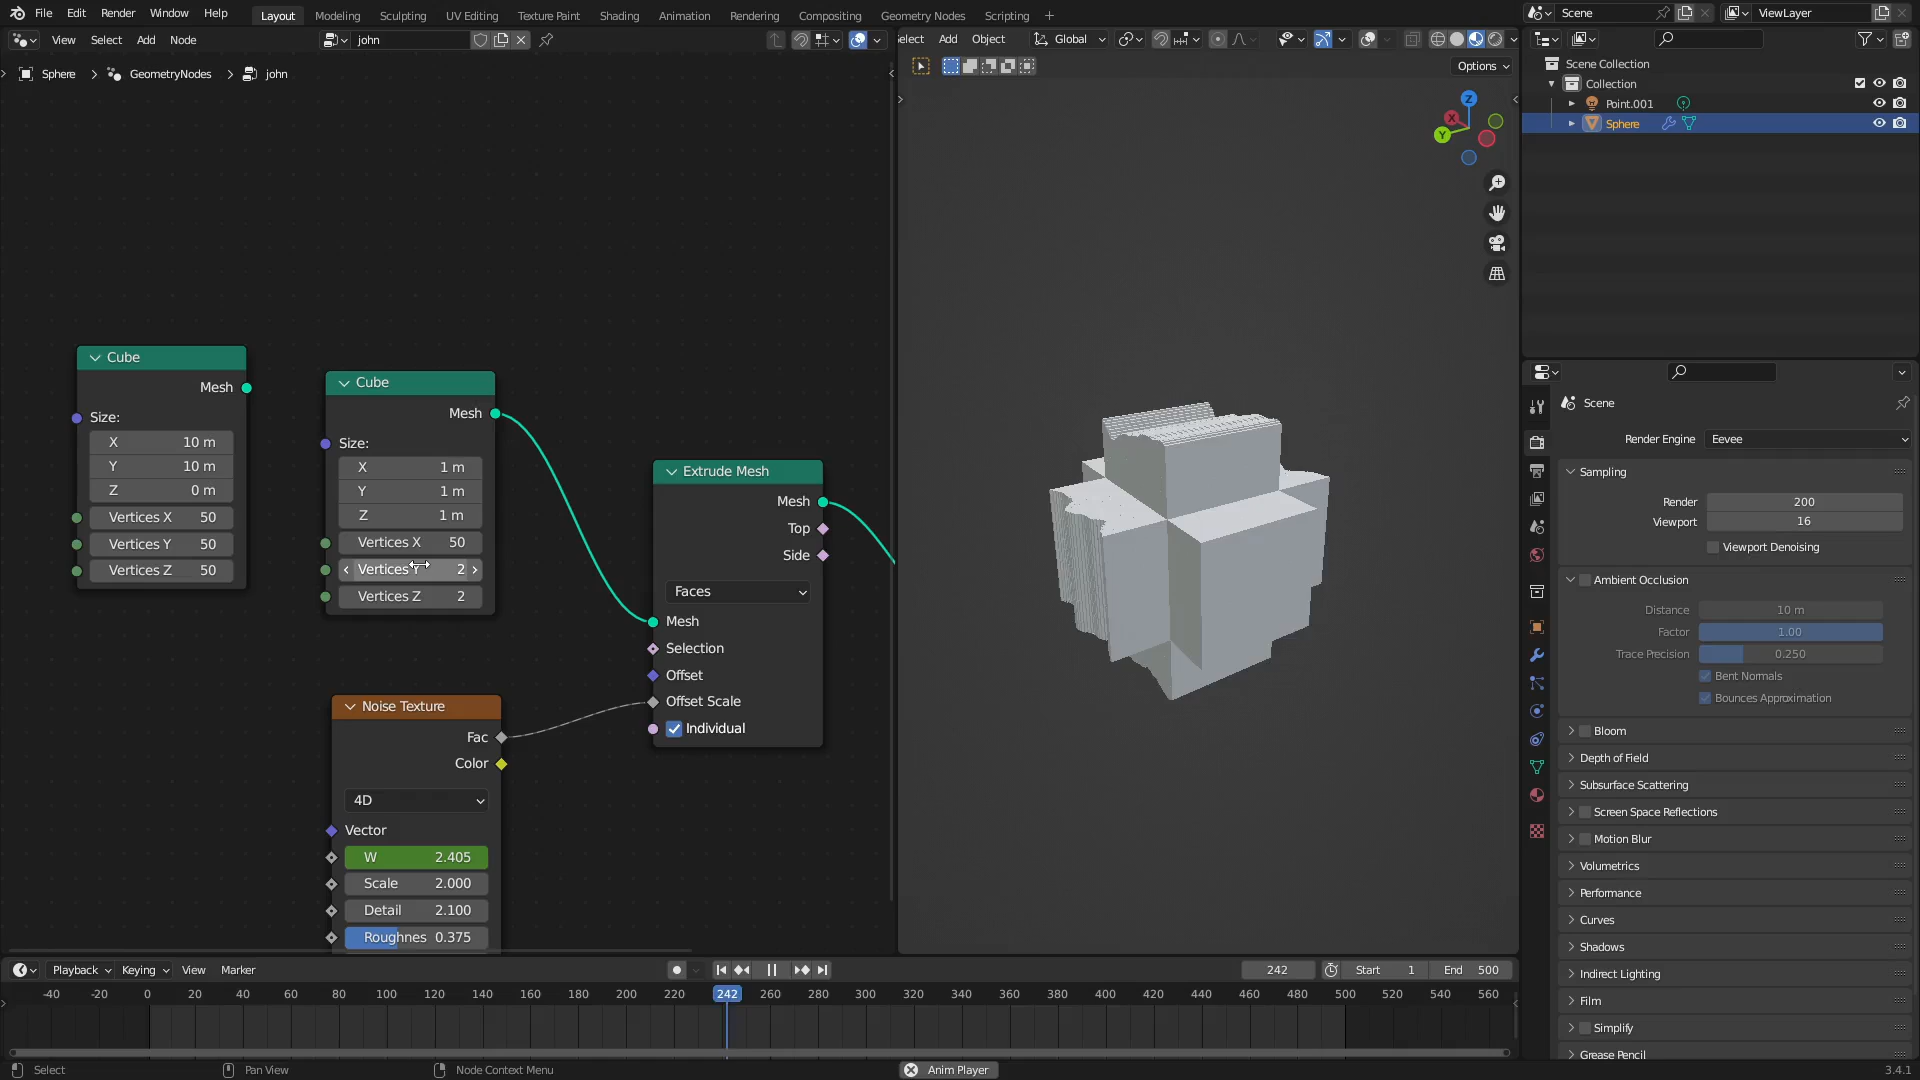 File Edit Render Window Help
Layout Modeling Sculpting UV Editing Texture Paint Shading Animation Rendering Compositing Geometry Nodes Scripting
Scene
ViewLayer
View Select Add Node
john
elect Add Object
Global
Options
Sphere
GeometryNodes
john
Scene Collection
Collection
Point.001
Sphere
Z
X
Y
Cube
Mesh
Size:
X 10 m
Y 10 m
Z 0 m
Vertices X 50
Vertices Y 50
Vertices Z 50
Cube
Mesh
Size:
X 1 m
Y 1 m
Z 1 m
Vertices X 50
Vertices Y 2
Vertices Z 2
Extrude Mesh
Mesh
Top
Side
Faces
Mesh
Selection
Offset
Offset Scale
Individual
Noise Texture
Fac
Color
4D
Vector
W 2.405
Scale 2.000
Detail 2.100
Roughnes 0.375
Scene
Render Engine Eevee
Sampling
Render 200
Viewport 16
Viewport Denoising
Ambient Occlusion
Distance 10 m
Factor 1.00
Trace Precision 0.250
Bent Normals
Bounces Approximation
Bloom
Depth of Field
Subsurface Scattering
Screen Space Reflections
Motion Blur
Volumetrics
Performance
Curves
Shadows
Indirect Lighting
Film
Simplify
Grease Pencil
Playback Keying View Marker
242 Start 1 End 500
-40 -20 0 20 40 60 80 100 120 140 160 180 200 220 242 260 280 300 320 340 360 380 400 420 440 460 480 500 520 540 560
Select Pan View Node Context Menu Anim Player 3.4.1